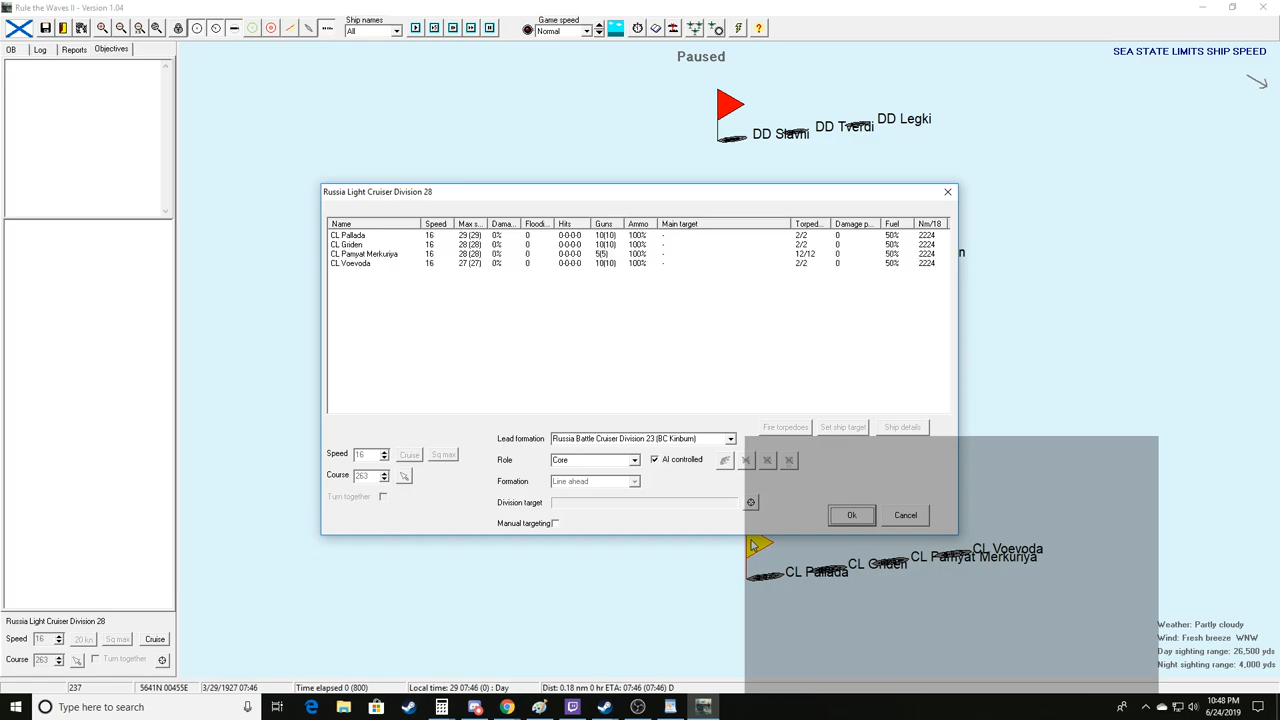 Rule the Waves II - Version 1.04
Ship names
All
Game speed
Normal
OB Log Reports Objectives
Paused
SEA STATE LIMITS SHIP SPEED
DD Slavni DD Tverdi DD Legki
Russia Light Cruiser Division 28
Name Speed Max s... Dama... Floodi... Hits Guns Ammo Main target Torped... Damage p... Fuel Nm/18
CL Pallada 16 29 (29) 0% 0 0-0-0-0 10(10) 100% - 2/2 0 50% 2224
CL Griden 16 28 (28) 0% 0 0-0-0-0 10(10) 100% - 2/2 0 50% 2224
CL Pamyat Merkuriya 16 28 (28) 0% 0 0-0-0-0 5(5) 100% - 12/12 0 50% 2224
CL Voevoda 16 27 (27) 0% 0 0-0-0-0 10(10) 100% - 2/2 0 50% 2224
n
Fire torpedoes Set ship target Ship details
Lead formation Russia Battle Cruiser Division 23 (BC Kinburn)
Speed 16 Cruise Sq max
Role Core AI controlled
Course 263
Formation Line ahead
Turn together
Division target
Manual targeting
Ok Cancel
CL Pallada CL Griden CL Pamyat Merkuriya CL Voevoda
Russia Light Cruiser Division 28
Speed 16 20 kn Sq max Cruise
Course 263 Turn together
Weather: Partly cloudy
Wind: Fresh breeze WNW
Day sighting range: 26,500 yds
Night sighting range: 4,000 yds
237 5641N 00455E 3/29/1927 07:46 Time elapsed 0 (800) Local time: 29 07:46 (0) : Day Dist: 0.18 nm 0 hr ETA: 07:46 (07:46) D
Type here to search
10:48 PM
6/24/2019